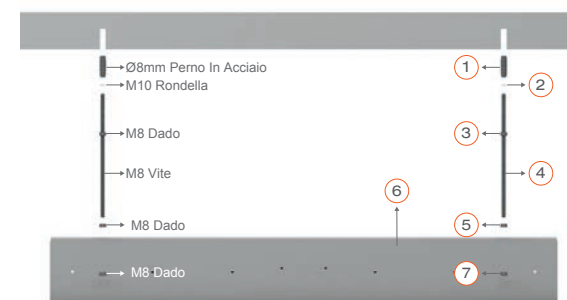 Ø8mm Perno In Acciaio
1
M10 Rondella
2
M8 Dado
3
M8 Vite
4
6
M8 Dado
5
M8 Dado
7